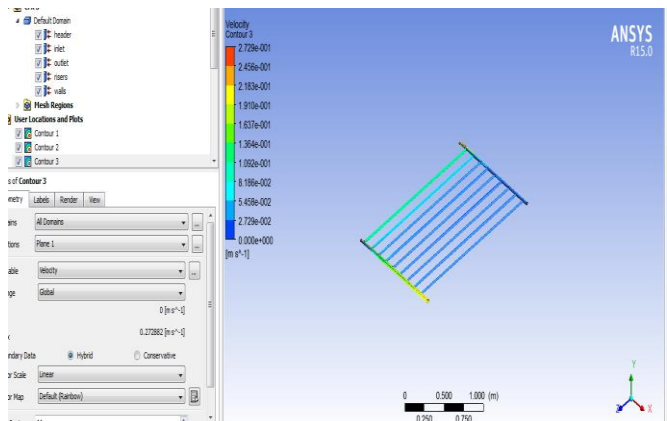 Default Domain
header
inlet
outlet
risers
walls
Mesh Regions
User Locations and Plots
Contour 1
Contour 2
Contour 3
s of Contour 3
ometry Labels Render View
ains All Domains ...
tions Plane 1 ...
able Velocity ...
nge Global
0 [m s^-1]
x 0.272882 [m s^-1]
undary Data Hybrid Conservative
or Scale Linear
or Map Default (Rainbow)
Velocity
Contour 3
2.729e-001
2.456e-001
2.183e-001
1.910e-001
1.637e-001
1.364e-001
1.092e-001
8.186e-002
5.458e-002
2.729e-002
0.000e+000
[m s^-1]
ANSYS
R15.0
0 0.500 1.000 (m)
0.250 0.750
Y
Z X